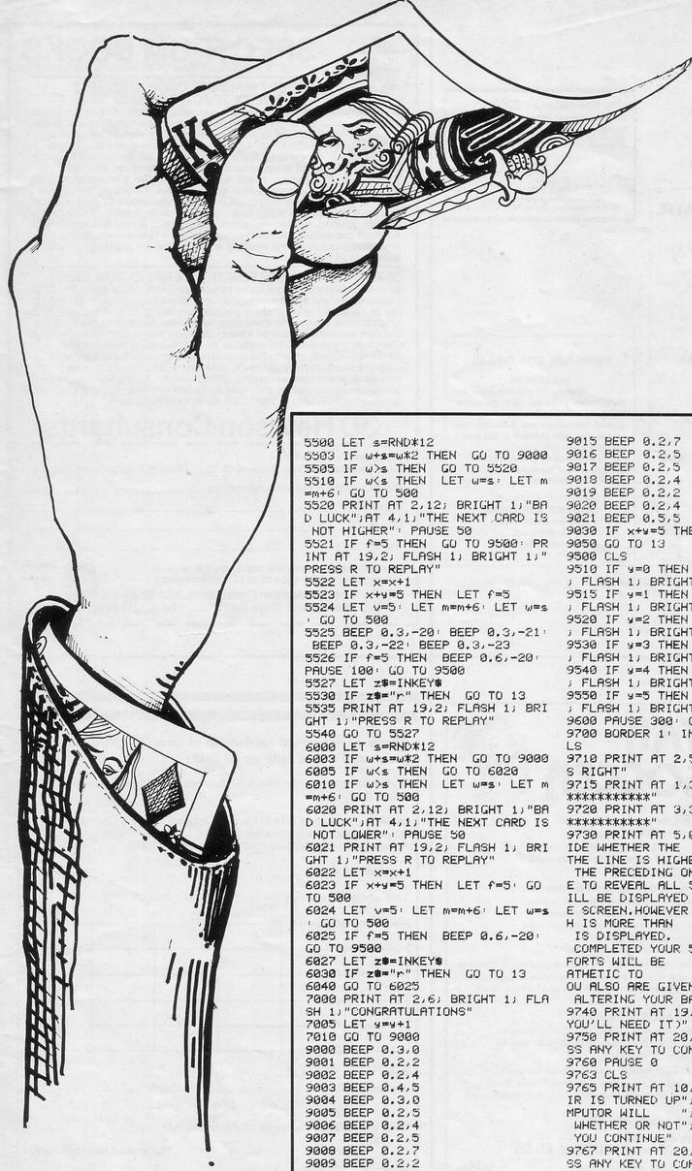 K
5500 LET s=RND*12
5503 IF w+s=w*2 THEN GO TO 9000
5505 IF w>s THEN GO TO 5520
5510 IF w<s THEN LET w=s: LET m
=m+6: GO TO 500
5520 PRINT AT 2,12; BRIGHT 1;"BA
D LUCK";AT 4,1;"THE NEXT CARD IS
NOT HIGHER": PAUSE 50
5521 IF f=5 THEN GO TO 9500: PR
INT AT 19,2; FLASH 1; BRIGHT 1;"
PRESS R TO REPLAY"
5522 LET x=x+1
5523 IF x+y=5 THEN LET f=5
5524 LET v=5: LET m=m+6: LET w=s
: GO TO 500
5525 BEEP 0.3,-20: BEEP 0.3,-21:
BEEP 0.3,-22: BEEP 0.3,-23
5526 IF f=5 THEN BEEP 0.6,-20:
PAUSE 100: GO TO 9500
5527 LET z$=INKEY$
5530 IF z$="r" THEN GO TO 13
5535 PRINT AT 19,2; FLASH 1; BRI
GHT 1;"PRESS R TO REPLAY"
5540 GO TO 5527
6000 LET s=RND*12
6003 IF w+s=w*2 THEN GO TO 9000
6005 IF w<s THEN GO TO 6020
6010 IF w>s THEN LET w=s: LET m
=m+6: GO TO 500
6020 PRINT AT 2,12; BRIGHT 1;"BA
D LUCK";AT 4,1;"THE NEXT CARD IS
NOT LOWER": PAUSE 50
6021 PRINT AT 19,2; FLASH 1; BRI
GHT 1;"PRESS R TO REPLAY"
6022 LET x=x+1
6023 IF x+y=5 THEN LET f=5: GO
TO 500
6024 LET v=5: LET m=m+6: LET w=s
: GO TO 500
6025 IF f=5 THEN BEEP 0.6,-20:
GO TO 9500
6027 LET z$=INKEY$
6030 IF z$="r" THEN GO TO 13
6040 GO TO 6025
7000 PRINT AT 2,6; BRIGHT 1; FLA
SH 1;"CONGRATULATIONS"
7005 LET y=y+1
7010 GO TO 9000
9000 BEEP 0.3,0
9001 BEEP 0.2,2
9002 BEEP 0.2,4
9003 BEEP 0.4,5
9004 BEEP 0.3,0
9005 BEEP 0.2,5
9006 BEEP 0.2,4
9007 BEEP 0.2,5
9008 BEEP 0.2,7
9009 BEEP 0.2,2
9015 BEEP 0.2,7
9016 BEEP 0.2,5
9017 BEEP 0.2,5
9018 BEEP 0.2,4
9019 BEEP 0.2,2
9020 BEEP 0.2,4
9021 BEEP 0.5,5
9030 IF x+y=5 THE
9050 GO TO 13
9500 CLS
9510 IF y=0 THEN
; FLASH 1; BRIGHT
9515 IF y=1 THEN
; FLASH 1; BRIGHT
9520 IF y=2 THEN
; FLASH 1; BRIGHT
9530 IF y=3 THEN
; FLASH 1; BRIGHT
9540 IF y=4 THEN
; FLASH 1; BRIGHT
9550 IF y=5 THEN
; FLASH 1; BRIGHT
9600 PAUSE 300: G
9700 BORDER 1: IN
LS
9710 PRINT AT 2,5
S RIGHT"
9715 PRINT AT 1,3
***********"
9720 PRINT AT 3,3
***********"
9730 PRINT AT 5,0
IDE WHETHER THE
THE LINE IS HIGHE
THE PRECEDING ON
E TO REVEAL ALL 5
ILL BE DISPLAYED
E SCREEN.HOWEVER
H IS MORE THAN
IS DISPLAYED.
COMPLETED YOUR 5
FORTS WILL BE
ATHETIC TO
OU ALSO ARE GIVEN
ALTERING YOUR BA
9740 PRINT AT 19,
YOU'LL NEED IT)"
9750 PRINT AT 20,
SS ANY KEY TO CON
9760 PAUSE 0
9763 CLS
9765 PRINT AT 10,
IR IS TURNED UP",
MPUTOR WILL ",
WHETHER OR NOT",
YOU CONTINUE"
9767 PRINT AT 20,
SS ANY KEY TO CON